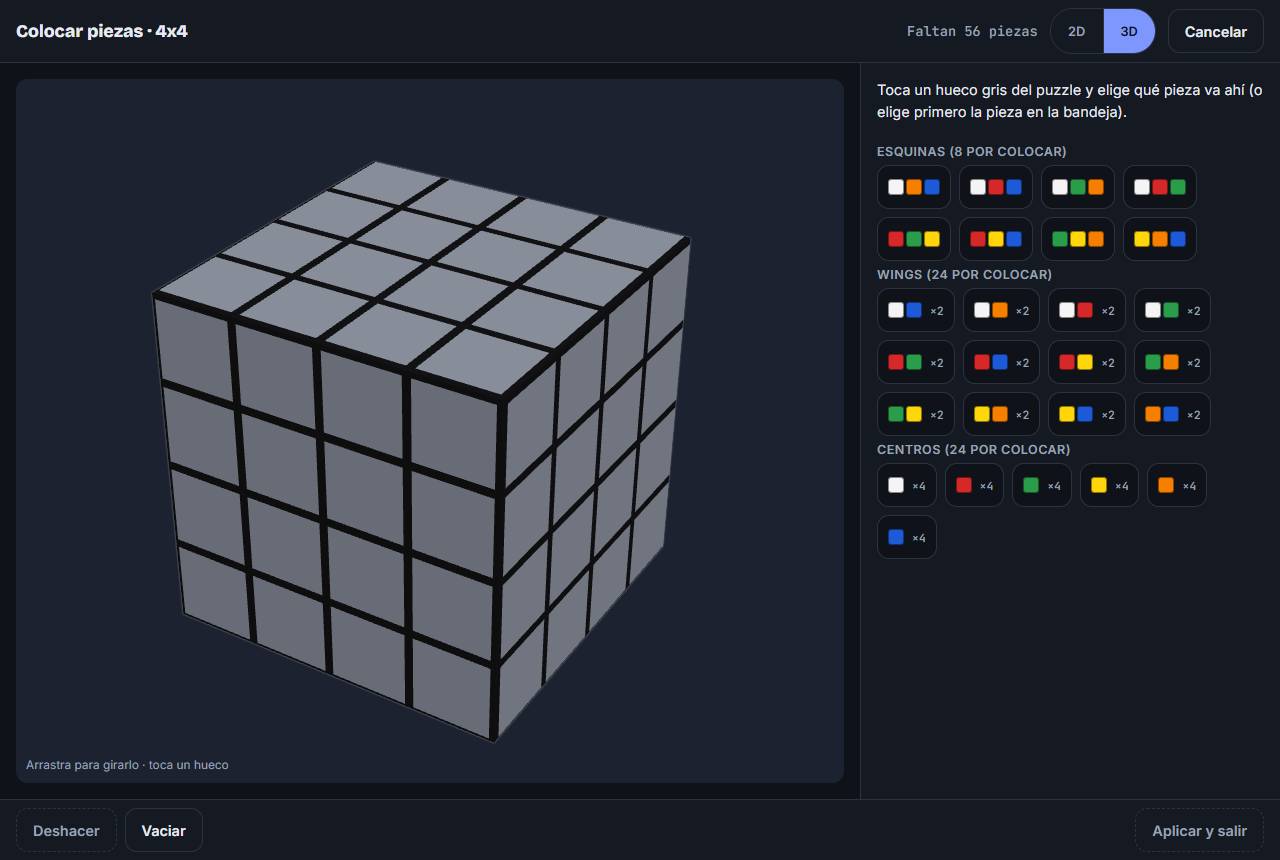 Colocar piezas · 4x4
Faltan 56 piezas
2D
3D
Cancelar
Toca un hueco gris del puzzle y elige qué pieza va ahí (o
elige primero la pieza en la bandeja).
ESQUINAS (8 POR COLOCAR)
WINGS (24 POR COLOCAR)
×2 ×2 ×2 ×2
×2 ×2 ×2 ×2
×2 ×2 ×2 ×2
CENTROS (24 POR COLOCAR)
×4 ×4 ×4 ×4 ×4
×4
Arrastra para girarlo · toca un hueco
Deshacer
Vaciar
Aplicar y salir